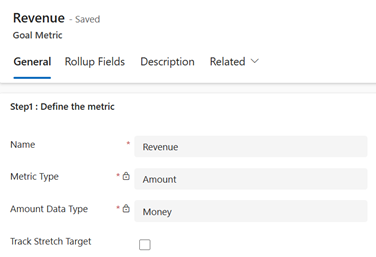 Revenue - Saved
Goal Metric
General Rollup Fields Description Related
Step1 : Define the metric
Name * Revenue
Metric Type * Amount
Amount Data Type * Money
Track Stretch Target